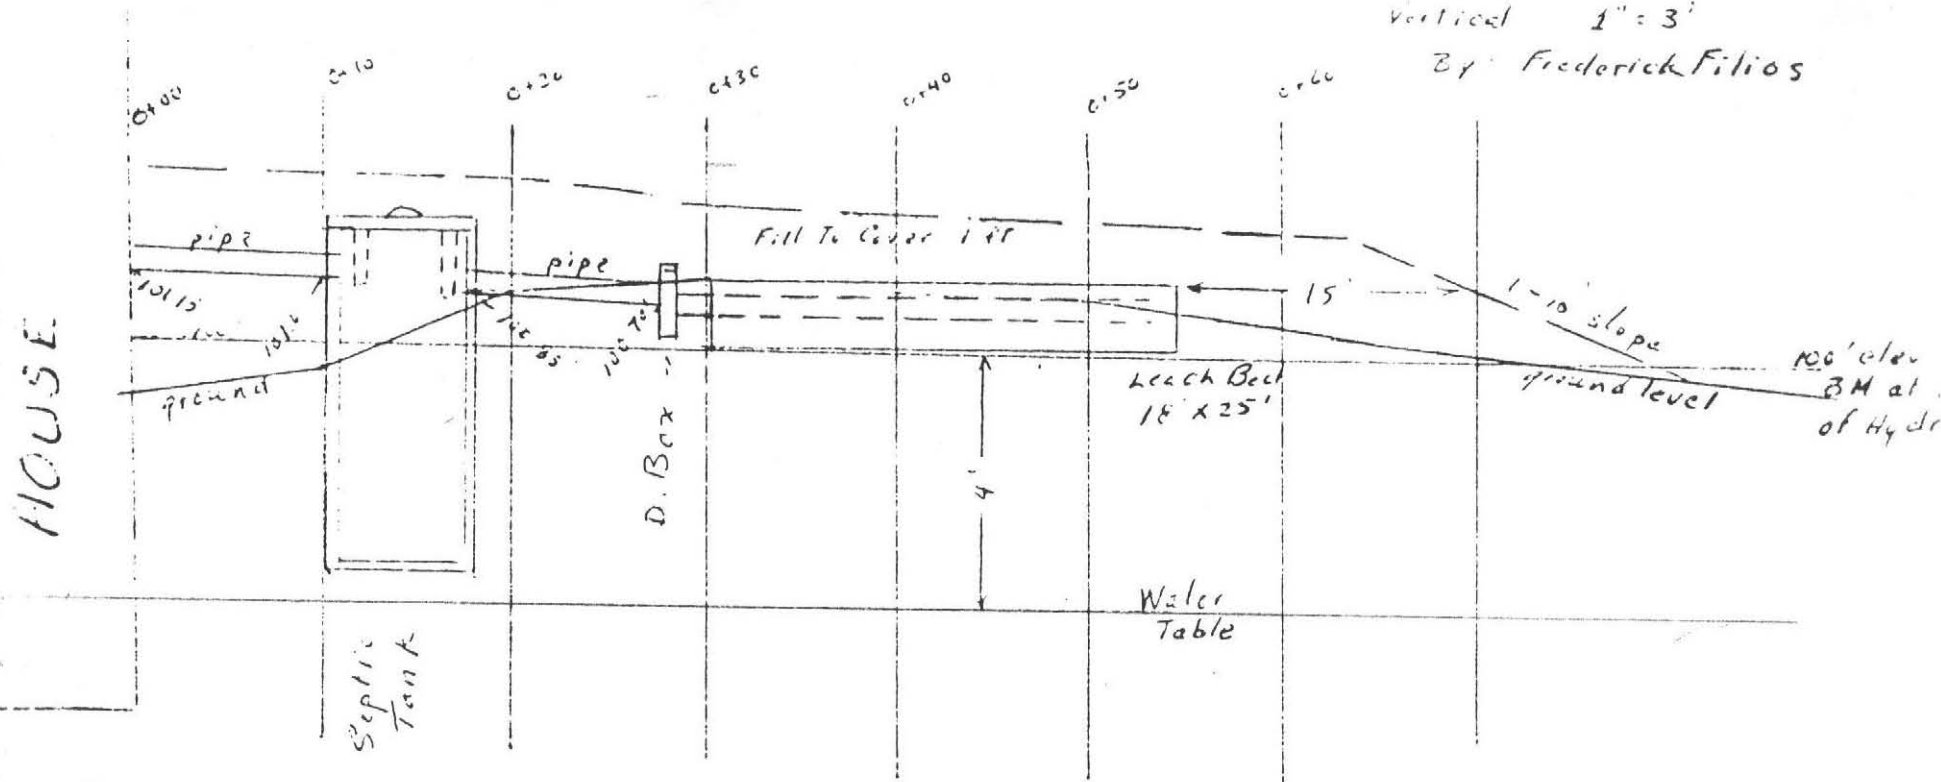 Vertical 1" = 3'
By Frederick Filios
0+00
0+10
0+20
0+30
0+40
0+50
0+60
pipe
pipe
Fill To Cover 1 ft
101.15
15'
1-10 slope
ground
HOUSE
D. Box
Leach Bed
18' x 25'
4'
ground level
100' elev
BM at
of Hydr
Water
Table
Septic
Tank